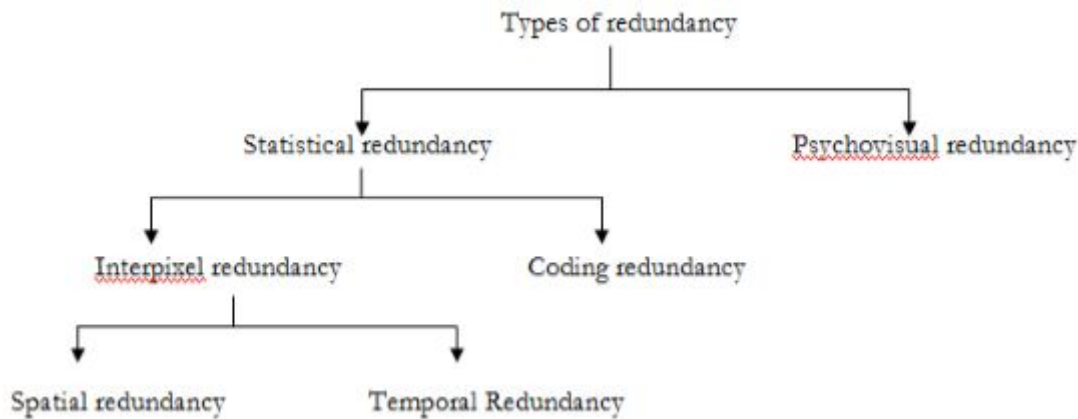 Types of redundancy
Statistical redundancy
Psychovisual redundancy
Interpixel redundancy
Coding redundancy
Spatial redundancy
Temporal Redundancy